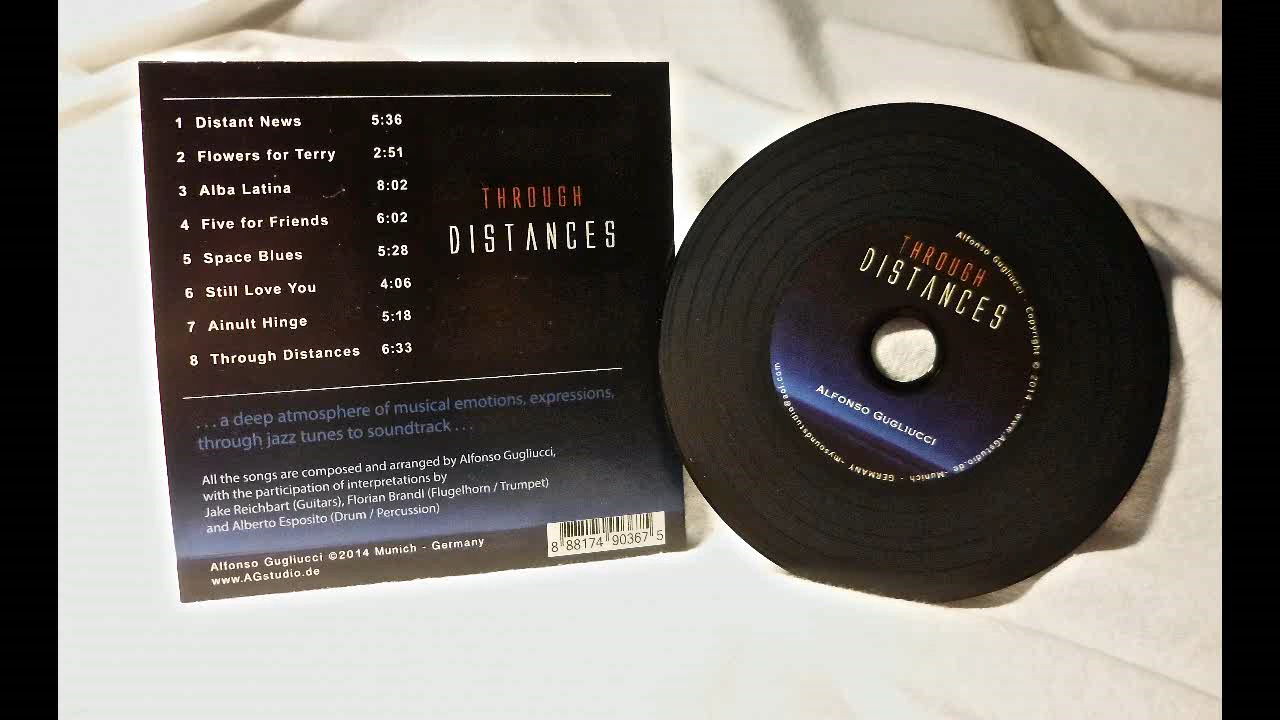 1 Distant News 5:36
2 Flowers for Terry 2:51
3 Alba Latina 8:02
4 Five for Friends 6:02
5 Space Blues 5:28
6 Still Love You 4:06
7 Ainult Hinge 5:18
8 Through Distances 6:33
THROUGH
DISTANCES
...a deep atmosphere of musical emotions, expressions,
through jazz tunes to soundtrack...
All the songs are composed and arranged by Alfonso Gugliucci,
with the participation of interpretations by
Jake Reichbart (Guitars), Florian Brandl (Flugelhorn / Trumpet)
and Alberto Esposito (Drum / Percussion)
Alfonso Gugliucci ©2014 Munich - Germany
www.AGstudio.de
8 88174 90367 5
THROUGH
DISTANCES
ALFONSO GUGLIUCCI
Alfonso Gugliucci - Copyright © 2014 - www.AGstudio.de - Munich - GERMANY - mysoundstudio@aol.com